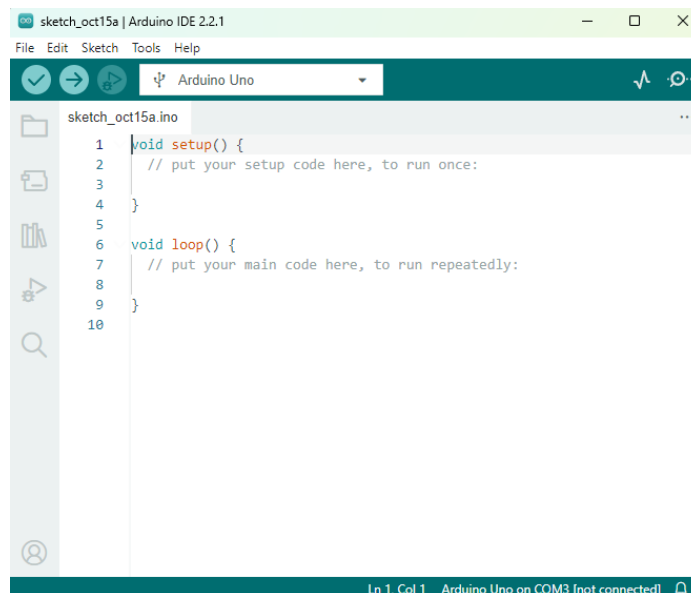 sketch_oct15a | Arduino IDE 2.2.1
File Edit Sketch Tools Help
Arduino Uno
sketch_oct15a.ino
1 void setup() {
2 // put your setup code here, to run once:
3
4 }
5
6 void loop() {
7 // put your main code here, to run repeatedly:
8
9 }
10
Ln 1, Col 1 Arduino Uno on COM3 [not connected]